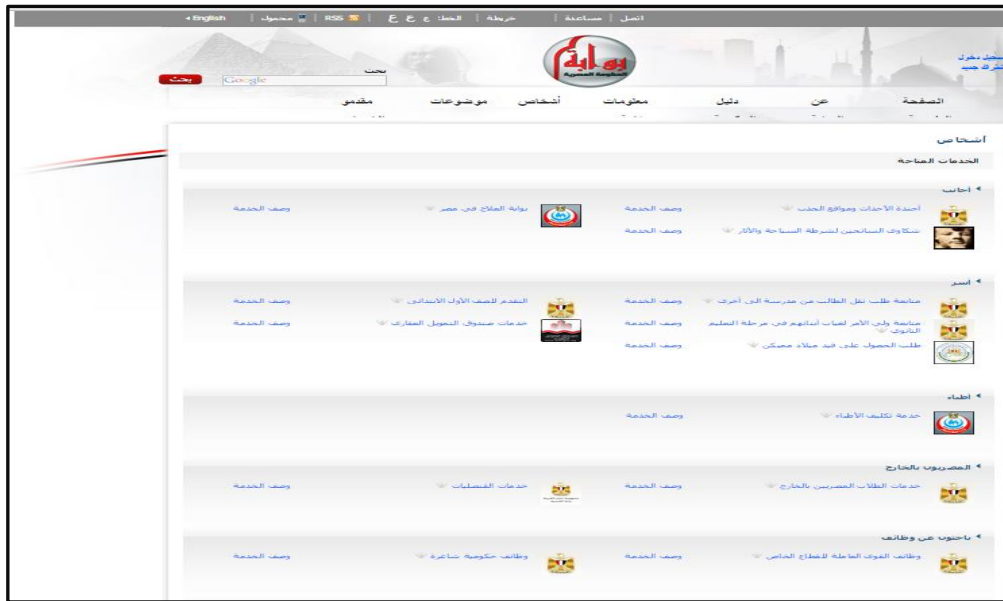 اتصل | مساعدة | خريطة | الخط: ع ع ع | RSS | محمول | English
بوابة
الحكومة المصرية
تسجيل دخول
مشترك جديد
بحث
Google بحث
الصفحة عن دليل معلومات أشخاص موضوعات مقدمو
أشخاص
الخدمات المتاحة
أجانب
أجندة الأحداث ومواقع الجذب وصف الخدمة بوابة العلاج في مصر وصف الخدمة
شكاوى السائحين لشرطة السياحة والآثار وصف الخدمة
أسر
متابعة طلب نقل الطالب من مدرسة الى أخرى وصف الخدمة التقدم للصف الأول الابتدائي وصف الخدمة
متابعة ولي الأمر لغياب أبنائهم في مرحلة التعليم وصف الخدمة خدمات صندوق التمويل العقاري وصف الخدمة
الثانوي
طلب الحصول على قيد ميلاد مميكن وصف الخدمة
أطباء
خدمة تكليف الأطباء وصف الخدمة
المصريون بالخارج
خدمات الطلاب المصريين بالخارج وصف الخدمة خدمات القنصليات وصف الخدمة
باحثون عن وظائف
وظائف القوى العاملة للقطاع الخاص وصف الخدمة وظائف حكومية شاغرة وصف الخدمة